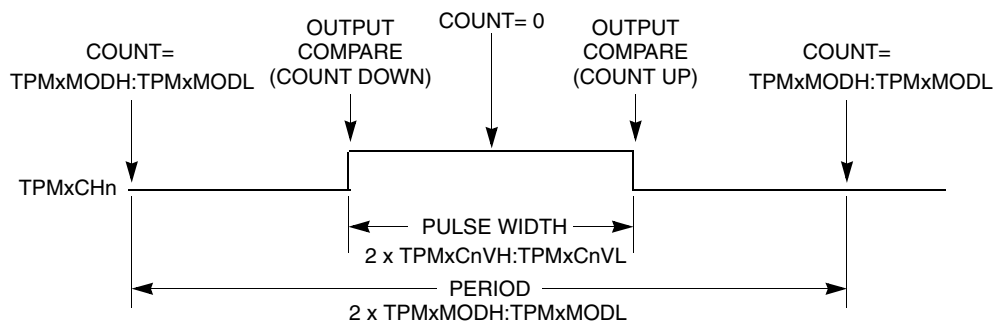 COUNT=
TPMxMODH:TPMxMODL
OUTPUT
COMPARE
(COUNT DOWN)
COUNT= 0
OUTPUT
COMPARE
(COUNT UP)
COUNT=
TPMxMODH:TPMxMODL
TPMxCHn
PULSE WIDTH
2 x TPMxCnVH:TPMxCnVL
PERIOD
2 x TPMxMODH:TPMxMODL